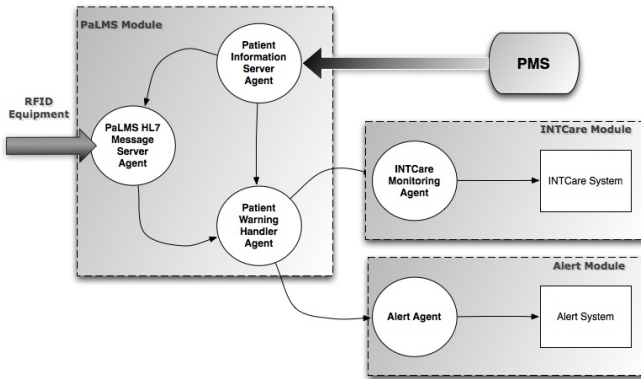 PaLMS Module
Patient
Information
Server
Agent
PMS
RFID
Equipment
PaLMS HL7
Message
Server
Agent
INTCare Module
INTCare
Monitoring
Agent
INTCare System
Patient
Warning
Handler
Agent
Alert Module
Alert Agent
Alert System